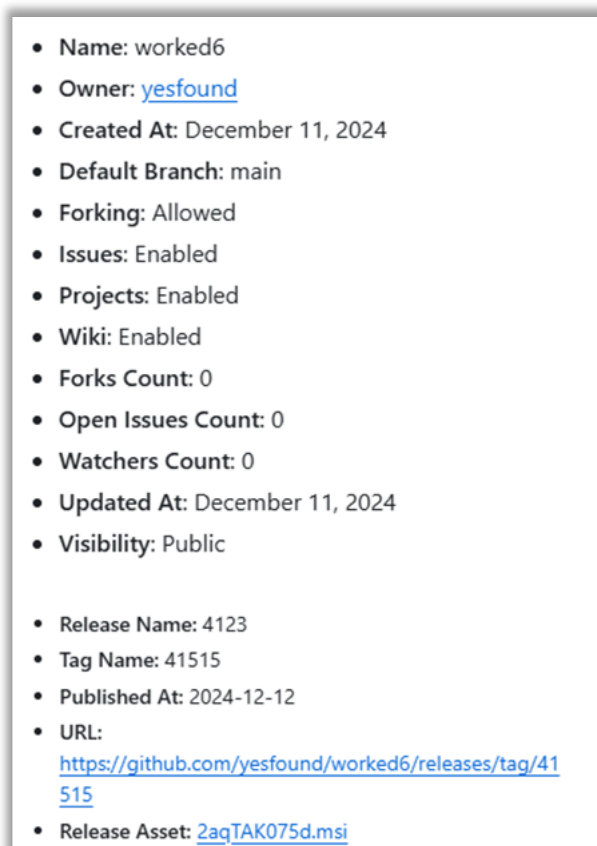 Name: worked6
Owner: yesfound
Created At: December 11, 2024
Default Branch: main
Forking: Allowed
Issues: Enabled
Projects: Enabled
Wiki: Enabled
Forks Count: 0
Open Issues Count: 0
Watchers Count: 0
Updated At: December 11, 2024
Visibility: Public
Release Name: 4123
Tag Name: 41515
Published At: 2024-12-12
URL:
https://github.com/yesfound/worked6/releases/tag/41
515
Release Asset: 2aqTAK075d.msi